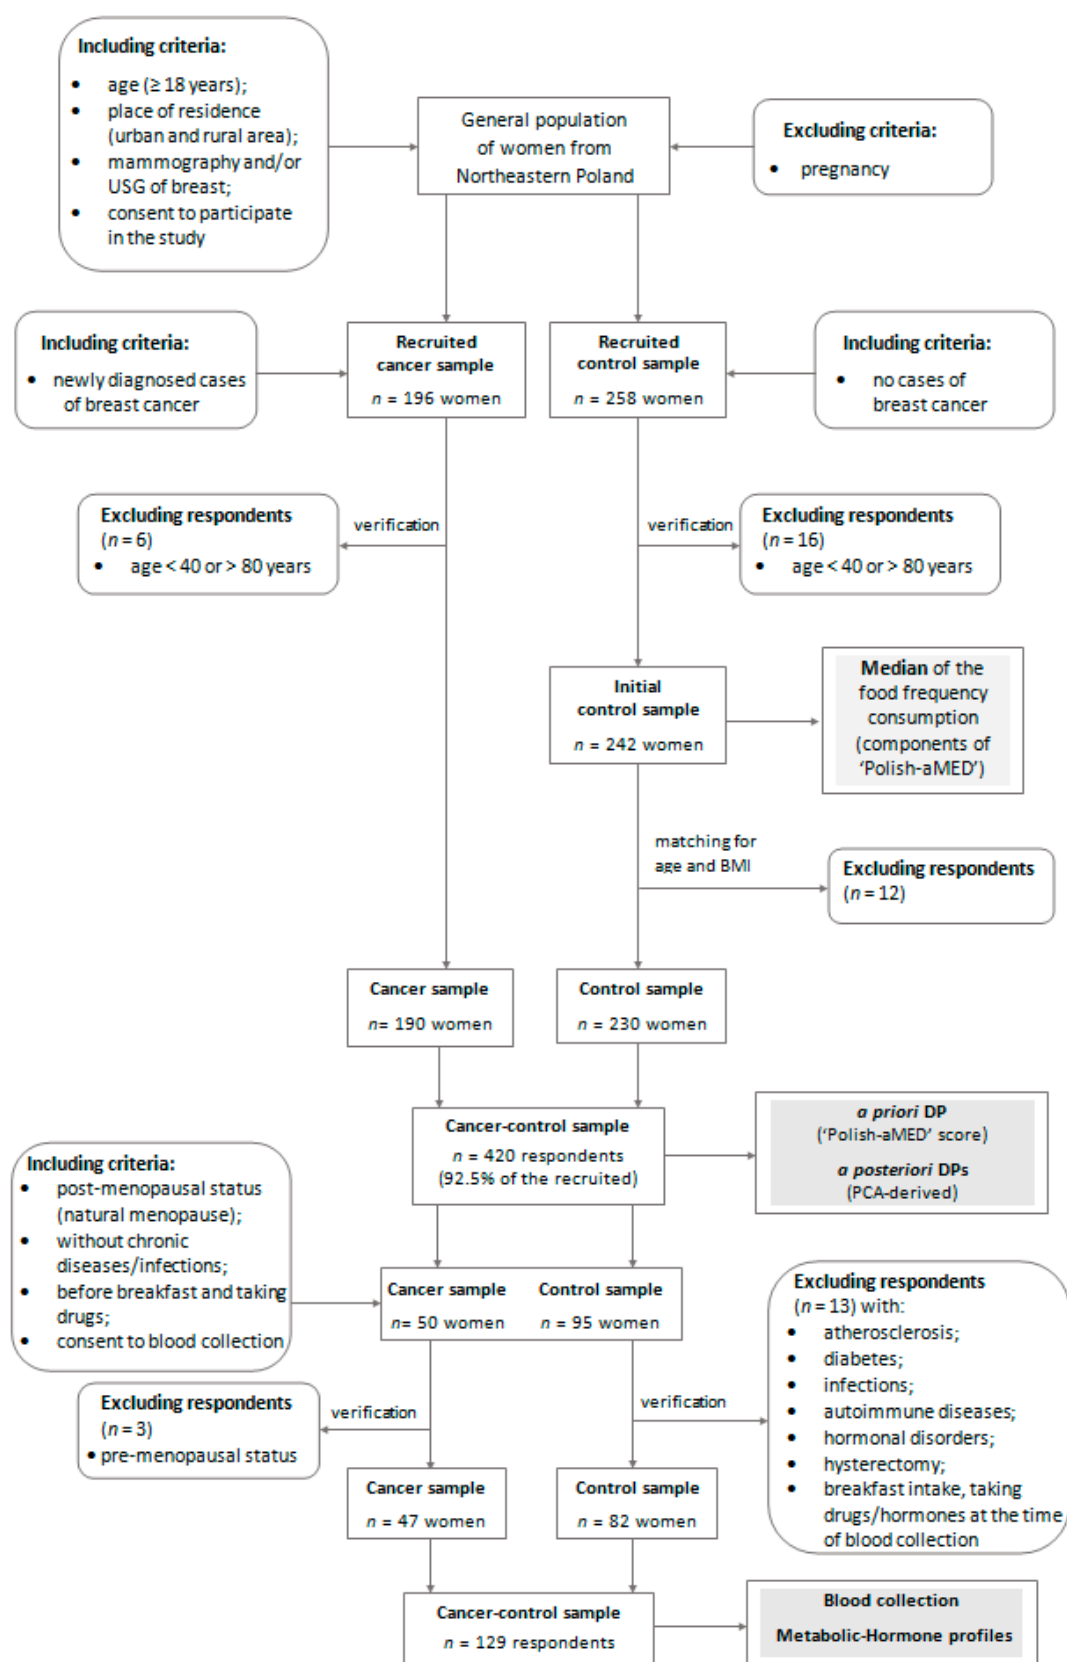 Including criteria:
• age (≥ 18 years);
• place of residence
(urban and rural area);
• mammography and/or
USG of breast;
• consent to participate
in the study
General population
of women from
Northeastern Poland
Excluding criteria:
• pregnancy
Including criteria:
• newly diagnosed cases
of breast cancer
Recruited
cancer sample
n = 196 women
Recruited
control sample
n = 258 women
Including criteria:
• no cases of
breast cancer
Excluding respondents
(n = 6)
• age < 40 or > 80 years
verification
verification
Excluding respondents
(n = 16)
• age < 40 or > 80 years
Initial
control sample
n = 242 women
Median of the
food frequency
consumption
(components of
‘Polish-aMED’)
matching for
age and BMI
Excluding respondents
(n = 12)
Cancer sample
n= 190 women
Control sample
n = 230 women
Cancer-control sample
n = 420 respondents
(92.5% of the recruited)
a priori DP
(‘Polish-aMED’ score)
a posteriori DPs
(PCA-derived)
Including criteria:
• post-menopausal status
(natural menopause);
• without chronic
diseases/infections;
• before breakfast and taking
drugs;
• consent to blood collection
Cancer sample
n= 50 women
Control sample
n = 95 women
Excluding respondents
(n = 13) with:
• atherosclerosis;
• diabetes;
• infections;
• autoimmune diseases;
• hormonal disorders;
• hysterectomy;
• breakfast intake, taking
drugs/hormones at the time
of blood collection
Excluding respondents
(n = 3)
• pre-menopausal status
verification
verification
Cancer sample
n = 47 women
Control sample
n = 82 women
Cancer-control sample
n = 129 respondents
Blood collection
Metabolic-Hormone profiles